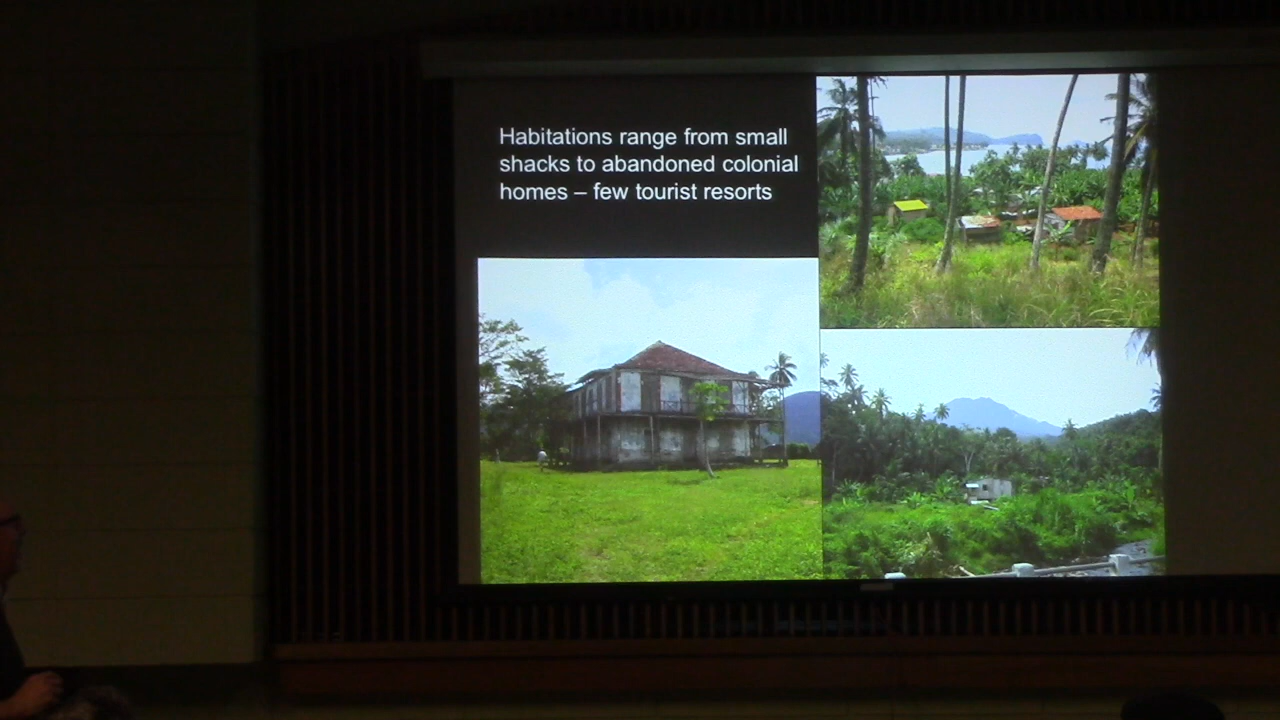 Habitations range from small
shacks to abandoned colonial
homes – few tourist resorts